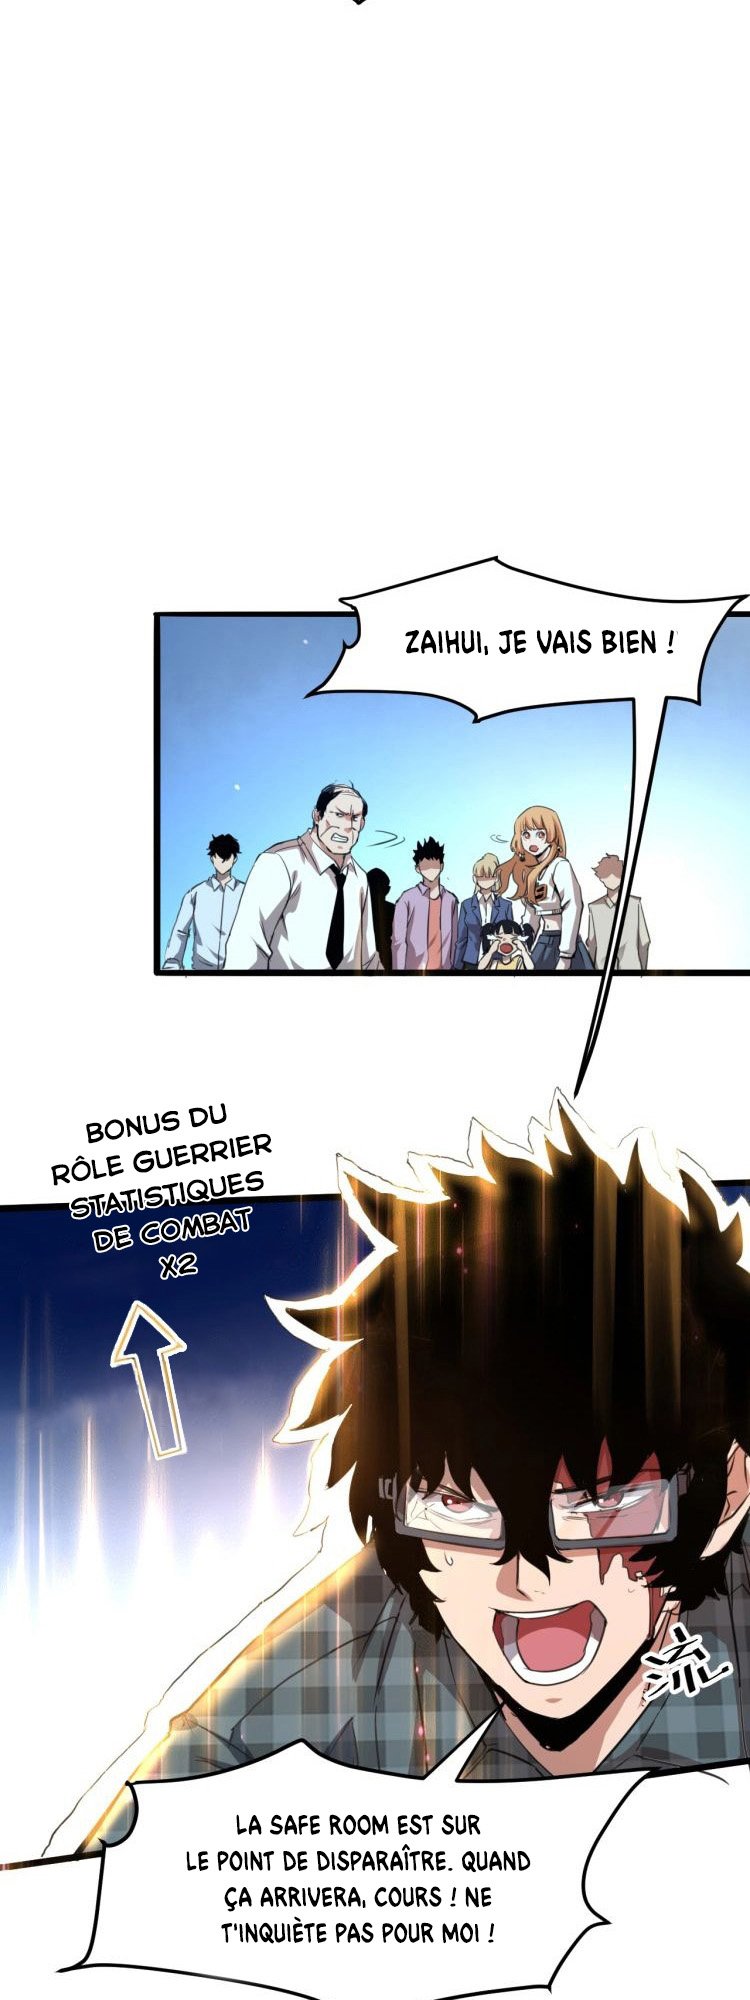 ZAIHUI, JE VAIS BIEN !
BONUS DU
RÔLE GUERRIER
STATISTIQUES
DE COMBAT
X2
流
LA SAFE ROOM EST SUR
LE POINT DE DISPARAÎTRE. QUAND
ÇA ARRIVERA, COURS ! NE
T'INQUIÈTE PAS POUR MOI !